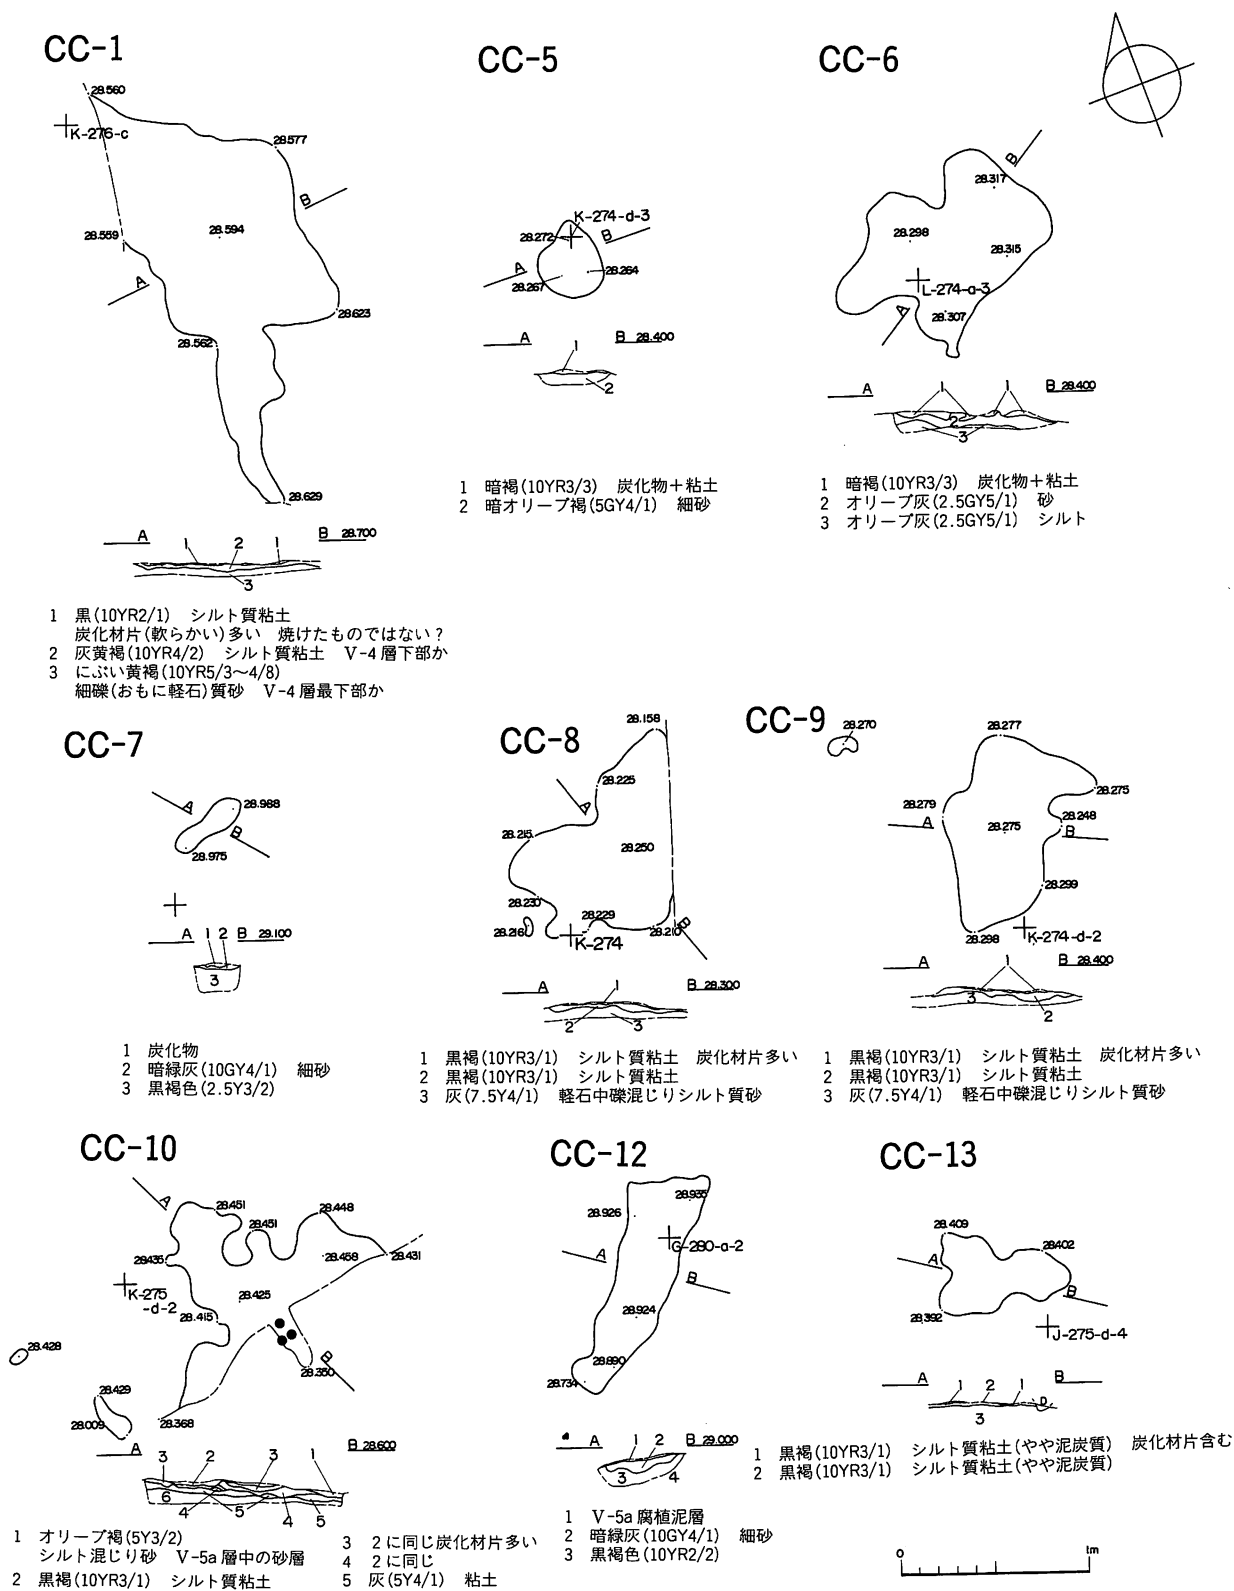 CC-1
28.560
K-276-c
28.577
B
28.559
28.594
A
28.623
28.562
28.629
A
B 28.700
1 2 1
3
1 黒(10YR2/1) シルト質粘土
炭化材片(軟らかい)多い 焼けたものではない?
2 灰黄褐(10YR4/2) シルト質粘土 V-4層下部か
3 にぶい黄褐(10YR5/3〜4/8)
細礫(おもに軽石)質砂 V-4層最下部か
CC-5
K-274-d-3
28.272
B
A
28.264
28.267
A
B 28.400
1
2
1 暗褐(10YR3/3) 炭化物+粘土
2 暗オリーブ褐(5GY4/1) 細砂
CC-6
B
28.317
28.298
28.315
L-274-a-3
A
28.307
A
1 1
B 28.400
2
3
1 暗褐(10YR3/3) 炭化物+粘土
2 オリーブ灰(2.5GY5/1) 砂
3 オリーブ灰(2.5GY5/1) シルト
CC-7
A
28.988
B
28.975
A 1 2 B 29.100
3
1 炭化物
2 暗緑灰(10GY4/1) 細砂
3 黒褐色(2.5Y3/2)
CC-8
28.158
28.225
A
28.215
28.250
28.230
28.229
28.216
28.210
B
K-274
A
1
B 28.300
2 3
1 黒褐(10YR3/1) シルト質粘土 炭化材片多い
2 黒褐(10YR3/1) シルト質粘土
3 灰(7.5Y4/1) 軽石中礫混じりシルト質砂
CC-9
28.270
28.277
28.275
28.279
28.248
A
28.275
B
28.299
28.298
K-274-d-2
A
1
B 28.400
3
2
1 黒褐(10YR3/1) シルト質粘土 炭化材片多い
2 黒褐(10YR3/1) シルト質粘土
3 灰(7.5Y4/1) 軽石中礫混じりシルト質砂
CC-10
A
28.451
28.448
28.451
28.435
28.458
28.431
K-275
-d-2
28.425
28.415
28.428
B
28.350
28.429
28.009
28.368
A
B 28.600
3 2 3 1
6
4 5 4 5
1 オリーブ褐(5Y3/2)
シルト混じり砂 V-5a層中の砂層
2 黒褐(10YR3/1) シルト質粘土
3 2に同じ炭化材片多い
4 2に同じ
5 灰(5Y4/1) 粘土
CC-12
28.935
28.926
G-280-a-2
A
B
28.924
28.890
28.734
A
1 2
B 29.000
3 4
1 V-5a腐植泥層
2 暗緑灰(10GY4/1) 細砂
3 黒褐色(10YR2/2)
CC-13
28.409
28.402
A
B
28.392
J-275-d-4
A
1 2 1
B
D
3
1 黒褐(10YR3/1) シルト質粘土(やや泥炭質) 炭化材片含む
2 黒褐(10YR3/1) シルト質粘土(やや泥炭質)
0 1m